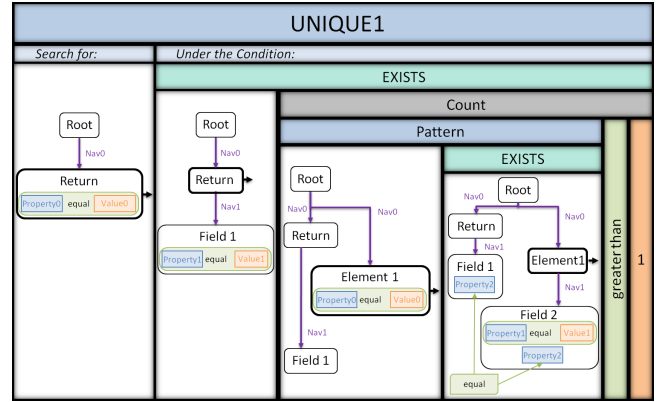 UNIQUE1
Search for:
Under the Condition:
EXISTS
Count
Pattern
EXISTS
greater than
1
Root
Nav0
Return
Property0 equal Value0
Root
Nav0
Return
Nav1
Field 1
Property1 equal Value1
Root
Nav0
Nav0
Return
Element 1
Property0 equal Value0
Nav1
Field 1
Root
Nav0
Nav0
Return
Nav1
Element1
Field 1
Property2
Nav1
Field 2
Property1 equal Value1
Property2
equal